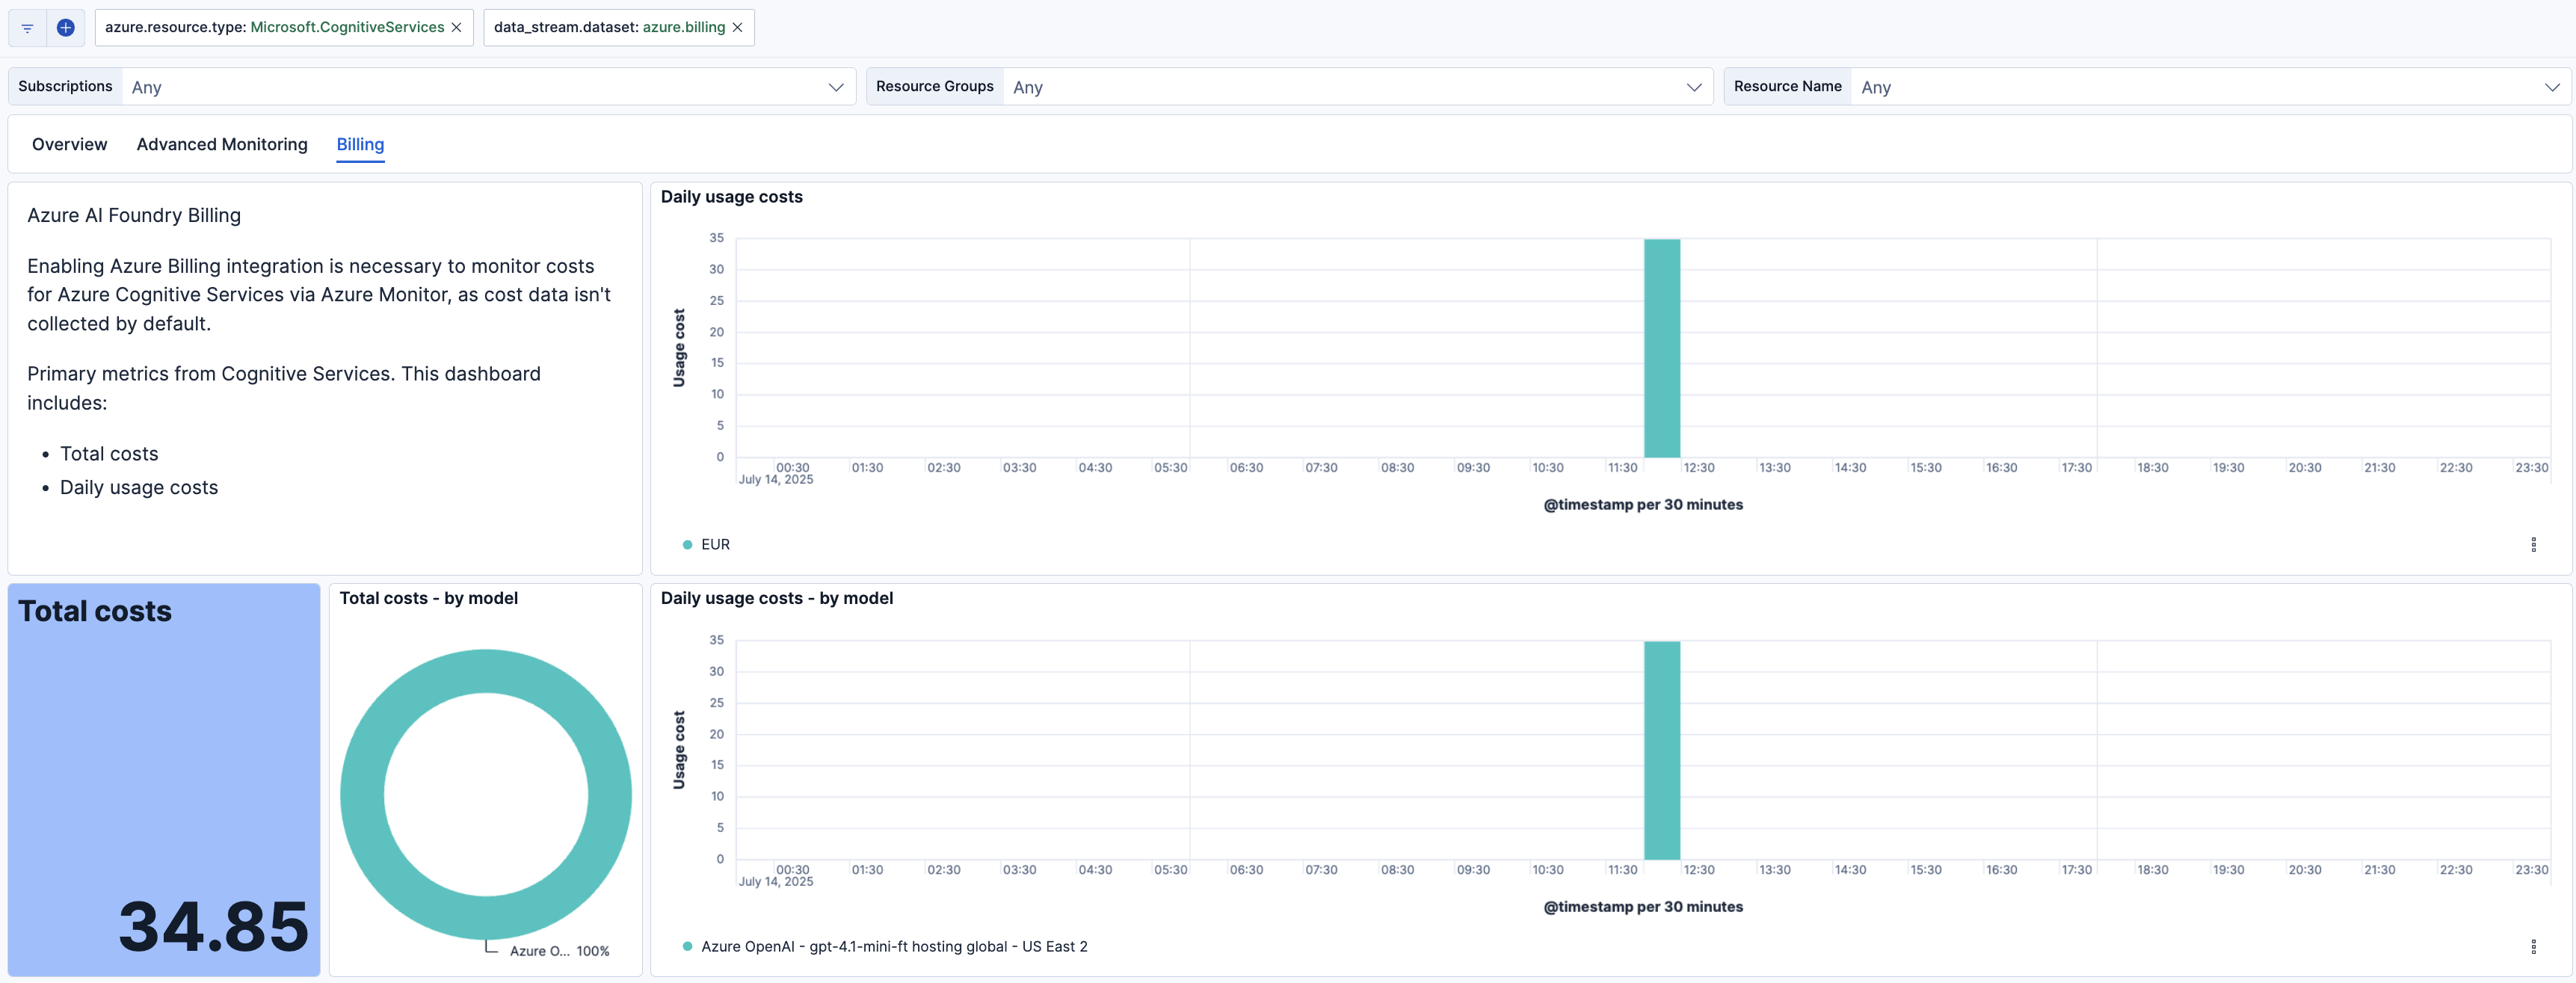 azure.resource.type: Microsoft.CognitiveServices
data_stream.dataset: azure.billing
Subscriptions Any
Resource Groups Any
Resource Name Any
Overview Advanced Monitoring Billing
Azure AI Foundry Billing
Enabling Azure Billing integration is necessary to monitor costs
for Azure Cognitive Services via Azure Monitor, as cost data isn't
collected by default.
Primary metrics from Cognitive Services. This dashboard
includes:
• Total costs
• Daily usage costs
Daily usage costs
Usage cost
35
30
25
20
15
10
5
0
00:30 01:30 02:30 03:30 04:30 05:30 06:30 07:30 08:30 09:30 10:30 11:30 12:30 13:30 14:30 15:30 16:30 17:30 18:30 19:30 20:30 21:30 22:30 23:30
July 14, 2025
@timestamp per 30 minutes
EUR
Total costs
34.85
Total costs - by model
Azure O... 100%
Daily usage costs - by model
Usage cost
35
30
25
20
15
10
5
0
00:30 01:30 02:30 03:30 04:30 05:30 06:30 07:30 08:30 09:30 10:30 11:30 12:30 13:30 14:30 15:30 16:30 17:30 18:30 19:30 20:30 21:30 22:30 23:30
July 14, 2025
@timestamp per 30 minutes
Azure OpenAI - gpt-4.1-mini-ft hosting global - US East 2